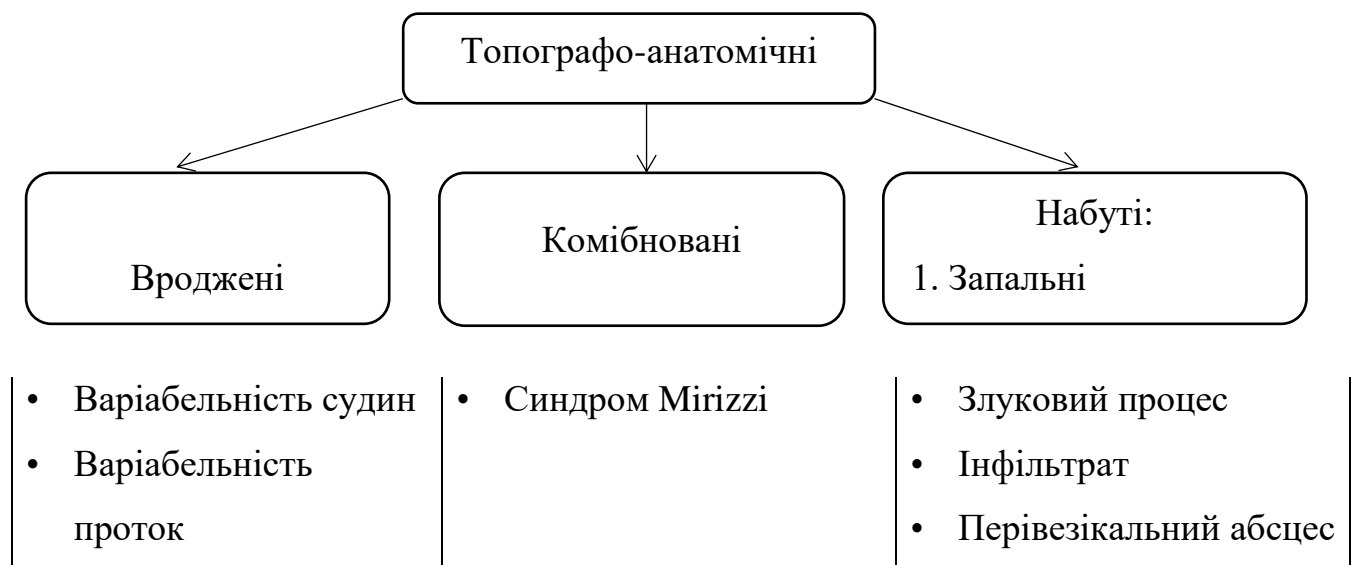 Топографо-анатомічні
Вроджені
Комібновані
Набуті:
1. Запальні
• Варіабельність судин
• Варіабельність
проток
• Синдром Mirizzi
• Злуковий процес
• Інфільтрат
• Перівезікальний абсцес